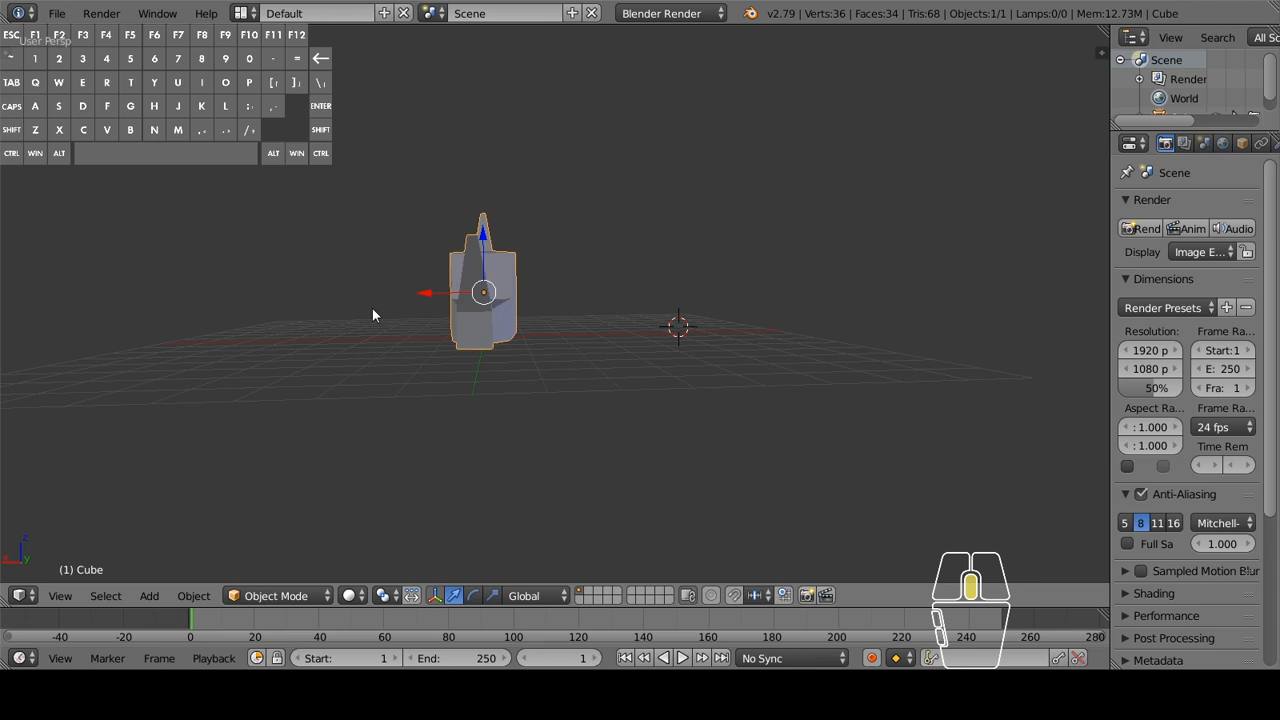 File Render Window Help Default Scene Blender Render v2.79 | Verts:36 | Faces:34 | Tris:68 | Objects:1/1 | Lamps:0/0 | Mem:12.73M | Cube
ESC F1 F2 F3 F4 F5 F6 F7 F8 F9 F10 F11 F12
User Persp
~ 1 2 3 4 5 6 7 8 9 0 - =
TAB Q W E R T Y U I O P [ ] \
CAPS A S D F G H J K L ; ENTER
SHIFT Z X C V B N M , . / SHIFT
CTRL WIN ALT ALT WIN CTRL
View Search All Sc
Scene
Render
World
Scene
Render
Rend Anim Audio
Display Image E...
Dimensions
Render Presets
Resolution: Frame Ra...
1920 p Start:1
1080 p E: 250
50% Fra: 1
Aspect Ra... Frame Ra...
: 1.000 24 fps
: 1.000 Time Rem
Anti-Aliasing
5 8 11 16 Mitchell-
Full Sa 1.000
Sampled Motion Blur
Shading
Performance
Post Processing
Metadata
z
x y
(1) Cube
View Select Add Object Object Mode Global
-40 -20 0 20 40 60 80 100 120 140 160 180 200 220 240 260 280
View Marker Frame Playback Start: 1 End: 250 1 No Sync